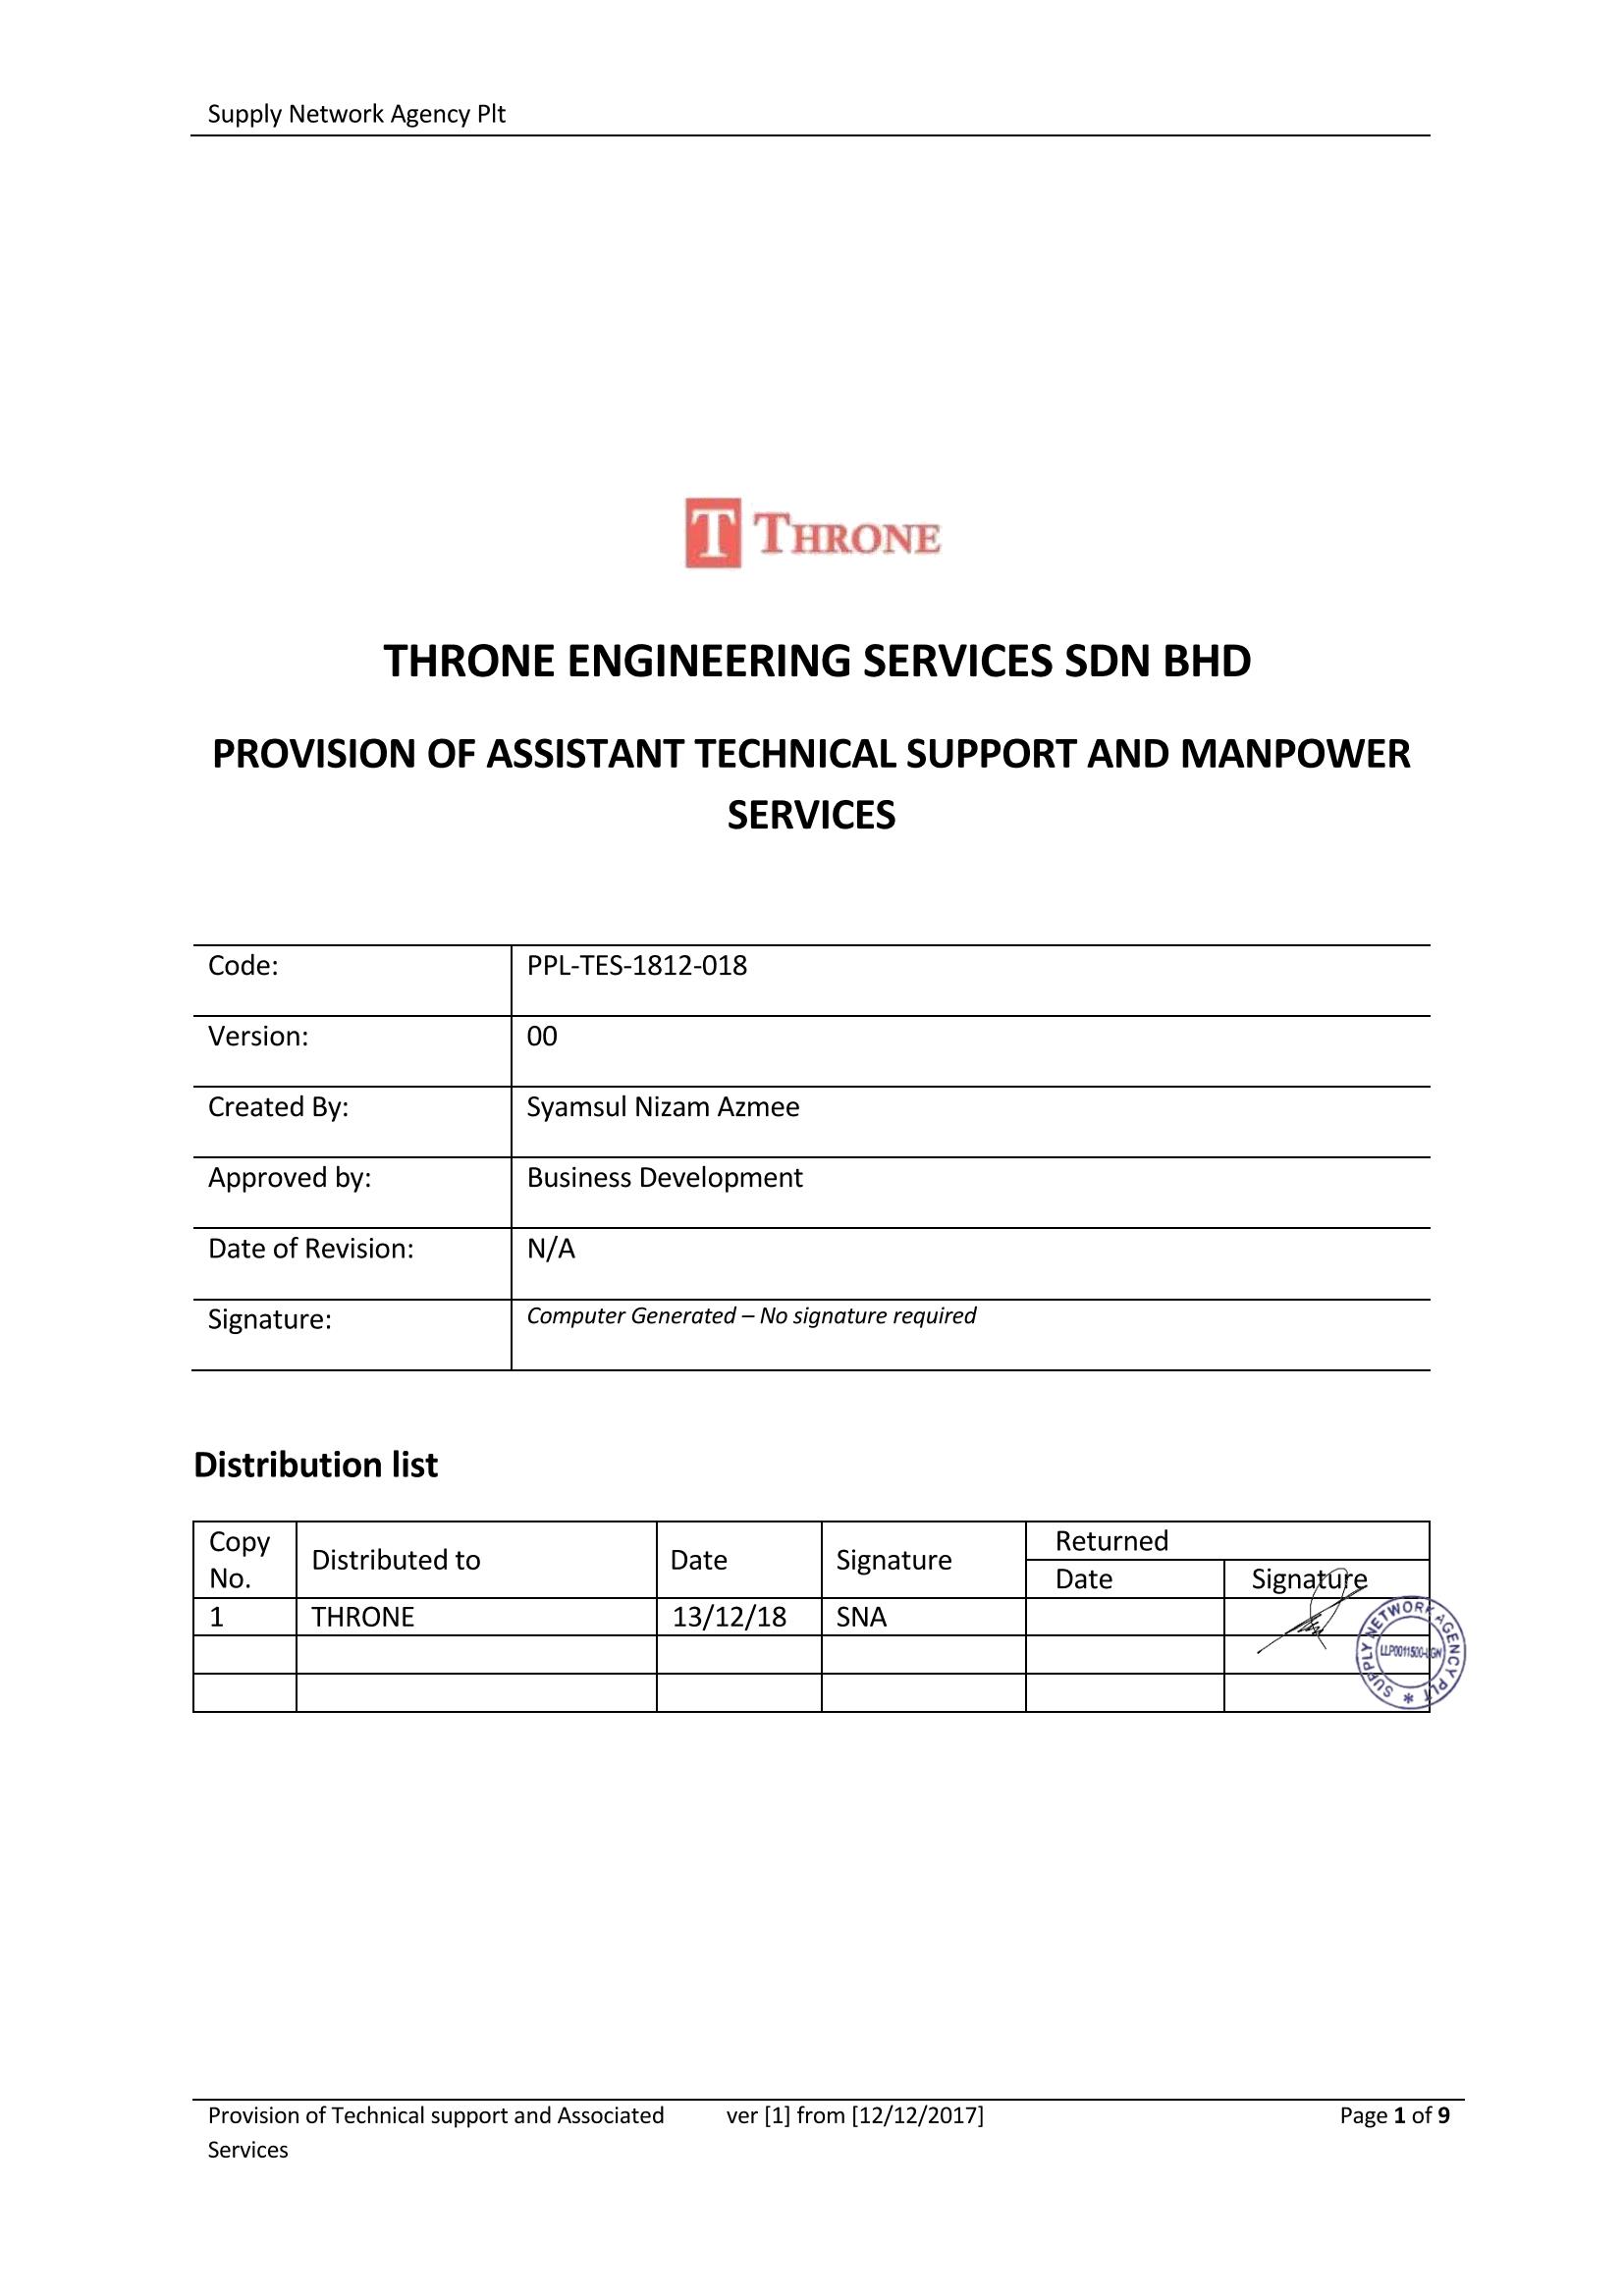 Supply Network Agency Plt
T THRONE
THRONE ENGINEERING SERVICES SDN BHD
PROVISION OF ASSISTANT TECHNICAL SUPPORT AND MANPOWER
SERVICES
Code: PPL-TES-1812-018
Version: 00
Created By: Syamsul Nizam Azmee
Approved by: Business Development
Date of Revision: N/A
Signature: Computer Generated – No signature required
Distribution list
Copy No. Distributed to Date Signature Returned
Date Signature
1 THRONE 13/12/18 SNA
SUPPLY NETWORK AGENCY PLT *
LLP0011500-LGN
Provision of Technical support and Associated ver [1] from [12/12/2017] Page 1 of 9
Services